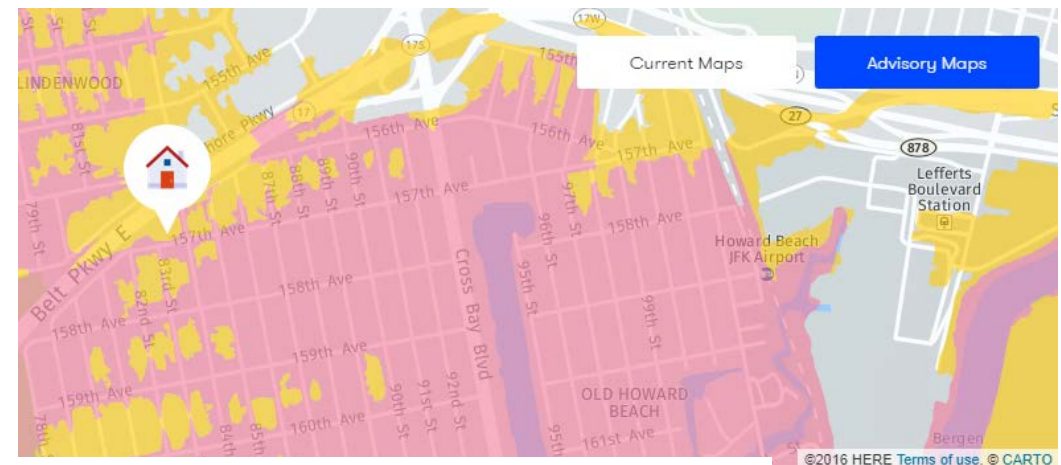 17W
17S
155th
155th Ave
Current Maps
Advisory Maps
LINDENWOOD
17
27
S
81st St
hore Pkwy
156th Ave
156th Ave
157th Ave
878
90th St
89th St
88th St
87th St
Lefferts
Boulevard
Station
79th St
157th Ave
97th St
96th St
158th Ave
Belt Pkwy E
157th Ave
Howard Beach
JFK Airport
83rd St
82nd St
Cross Bay Blvd
95th St
158th Ave
99th St
158th Ave
159th Ave
159th Ave
OLD HOWARD
BEACH
90th St
91st St
92nd St
78th
84th
85th
160th Ave
95th
161st Ave
St
Bergen
©2016 HERE Terms of use, © CARTO